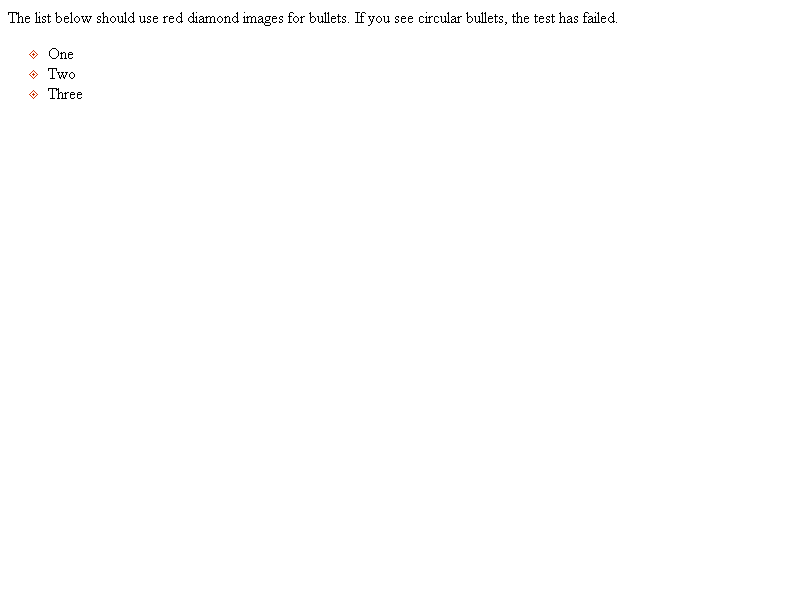 The list below should use red diamond images for bullets. If you see circular bullets, the test has failed.
One
Two
Three